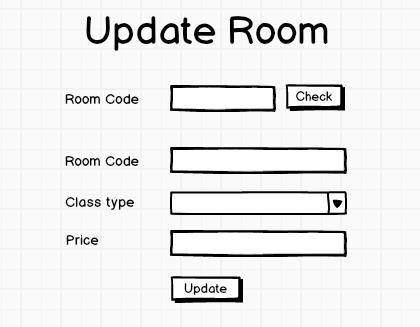 Update Room
Room Code Check
Room Code
Class type
Price
Update